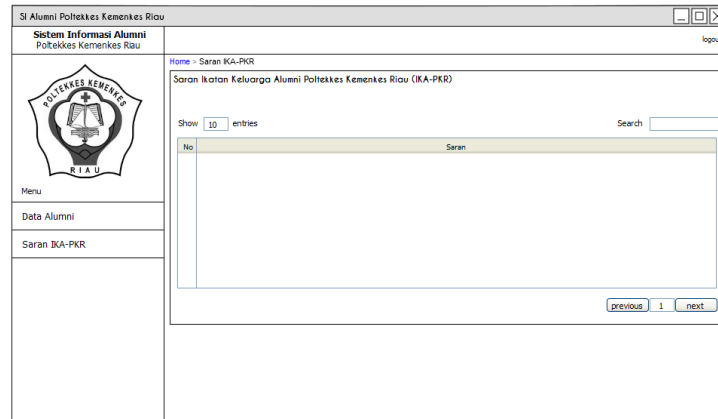 SI Alumni Poltekkes Kemenkes Riau
Sistem Informasi Alumni
Poltekkes Kemenkes Riau
logou
Home > Saran IKA-PKR
Saran Ikatan Keluarga Alumni Poltekkes Kemenkes Riau (IKA-PKR)
POLTEKKES KEMENKES
RIAU
Show 10 entries Search
No Saran
Menu
Data Alumni
Saran IKA-PKR
previous 1 next